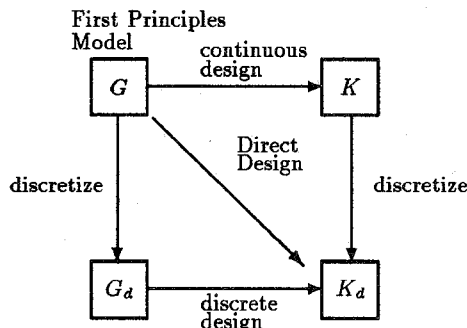 First Principles
Model
continuous
design
G
K
Direct
Design
discretize
discretize
G_d
K_d
discrete
design